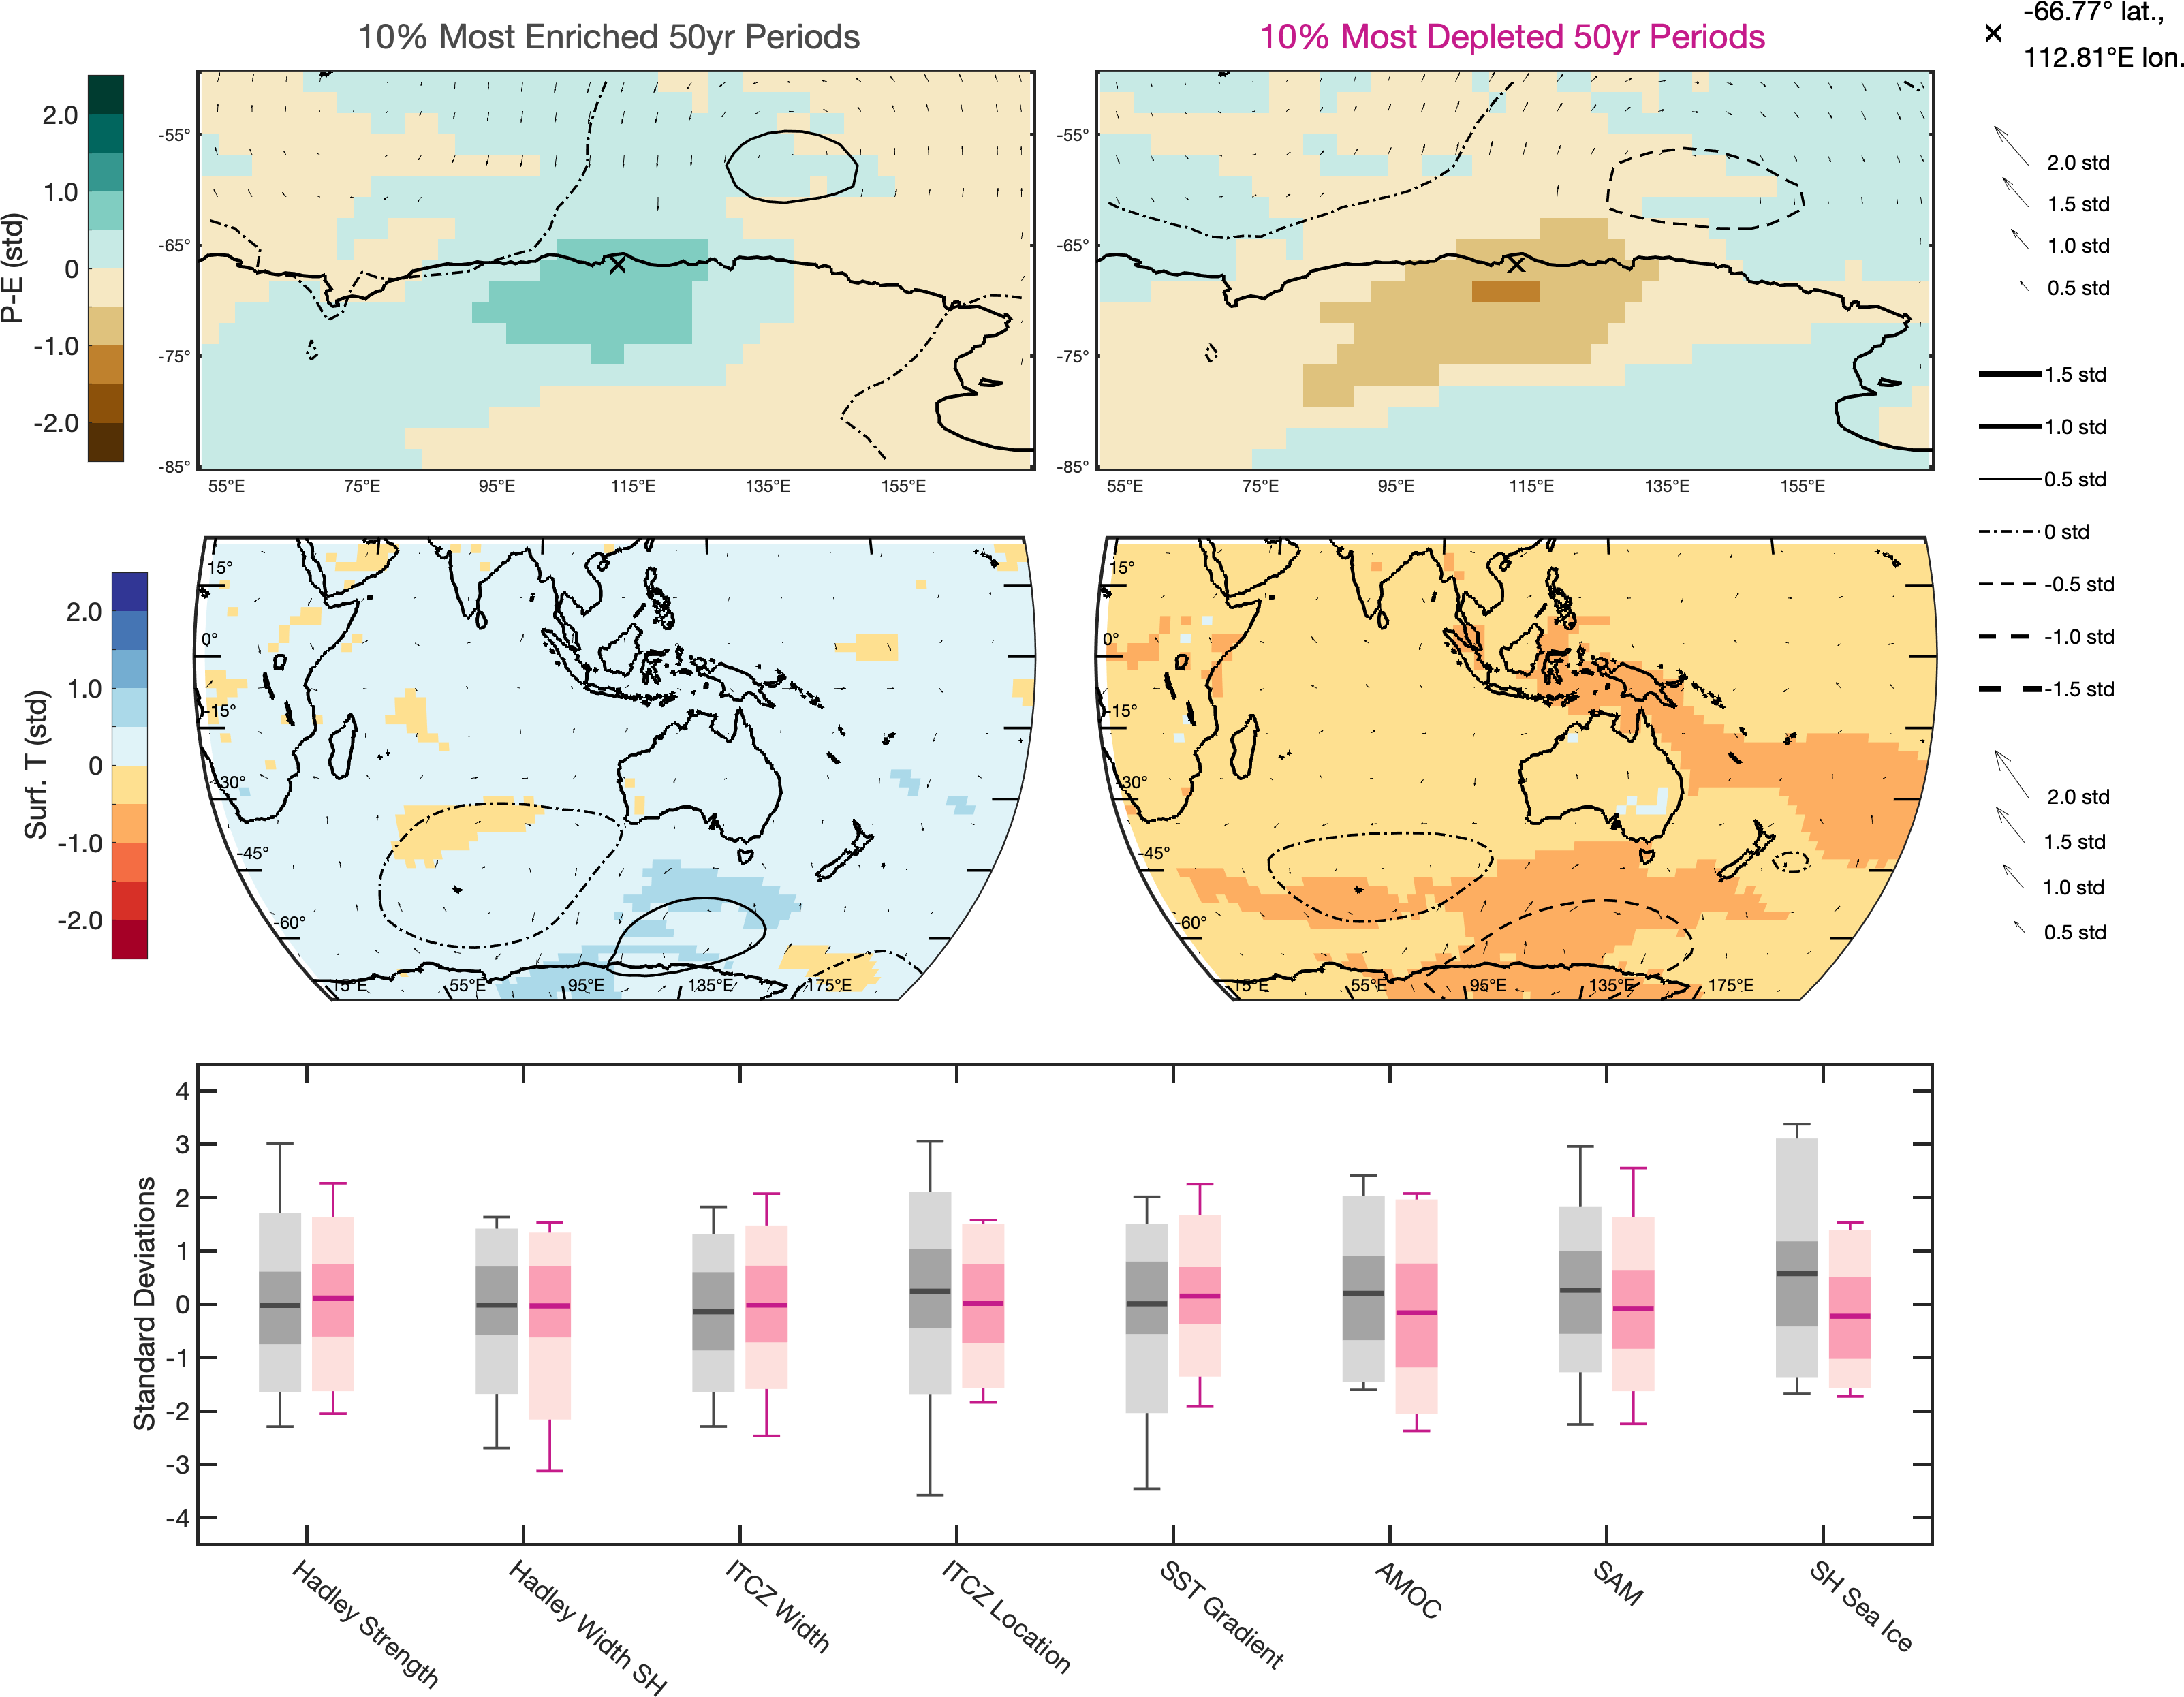 10% Most Enriched 50yr Periods
10% Most Depleted 50yr Periods
-66.77° lat.,
112.81°E lon.
P-E (std)
2.0
1.0
0
-1.0
-2.0
-55°
-65°
-75°
-85°
55°E
75°E
95°E
115°E
135°E
155°E
-55°
-65°
-75°
-85°
55°E
75°E
95°E
115°E
135°E
155°E
2.0 std
1.5 std
1.0 std
0.5 std
1.5 std
1.0 std
0.5 std
0 std
-0.5 std
-1.0 std
-1.5 std
Surf. T (std)
2.0
1.0
0
-1.0
-2.0
15°
0°
-15°
-30°
-45°
-60°
15°E
55°E
95°E
135°E
175°E
15°
0°
-15°
-30°
-45°
-60°
15°E
55°E
95°E
135°E
175°E
2.0 std
1.5 std
1.0 std
0.5 std
Standard Deviations
4
3
2
1
0
-1
-2
-3
-4
Hadley Strength
Hadley Width SH
ITCZ Width
ITCZ Location
SST Gradient
AMOC
SAM
SH Sea Ice